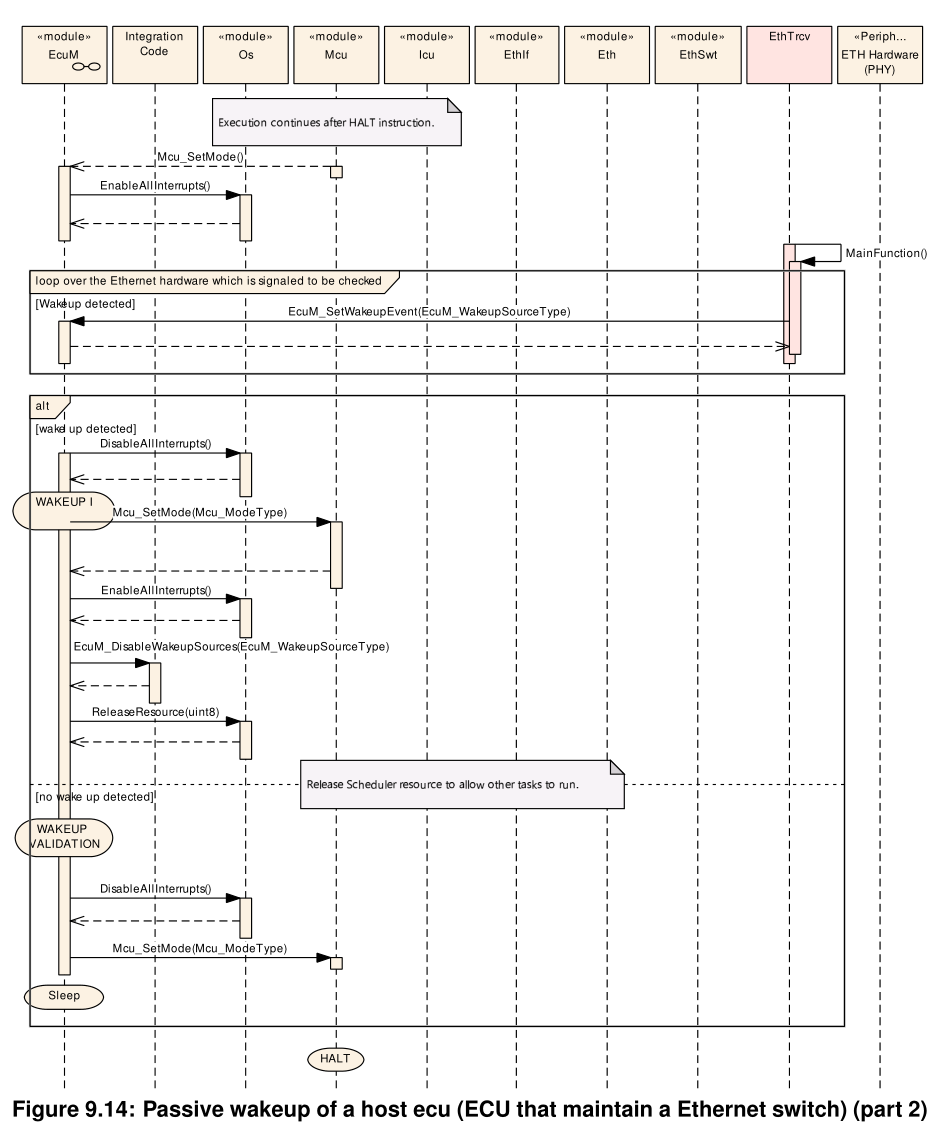 «module»
EcuM
Integration
Code
«module»
Os
«module»
Mcu
«module»
Icu
«module»
EthIf
«module»
Eth
«module»
EthSwt
EthTrcv
«Periph...
ETH Hardware
(PHY)
Execution continues after HALT instruction.
Mcu_SetMode()
EnableAllInterrupts()
MainFunction()
loop over the Ethernet hardware which is signaled to be checked
[Wakeup detected]
EcuM_SetWakeupEvent(EcuM_WakeupSourceType)
alt
[wake up detected]
DisableAllInterrupts()
WAKEUP I
Mcu_SetMode(Mcu_ModeType)
EnableAllInterrupts()
EcuM_DisableWakeupSources(EcuM_WakeupSourceType)
ReleaseResource(uint8)
Release Scheduler resource to allow other tasks to run.
[no wake up detected]
WAKEUP
VALIDATION
DisableAllInterrupts()
Mcu_SetMode(Mcu_ModeType)
Sleep
HALT
Figure 9.14: Passive wakeup of a host ecu (ECU that maintain a Ethernet switch) (part 2)